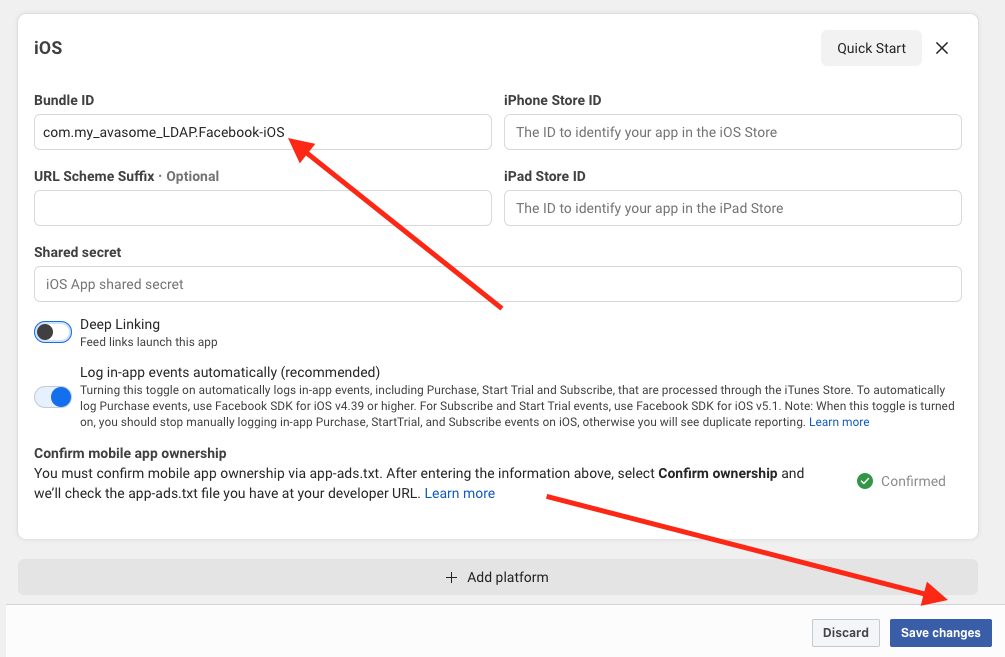 iOS
Quick Start
Bundle ID
iPhone Store ID
com.my_avasome_LDAP.Facebook-iOS
The ID to identify your app in the iOS Store
URL Scheme Suffix · Optional
iPad Store ID
The ID to identify your app in the iPad Store
Shared secret
iOS App shared secret
Deep Linking
Feed links launch this app
Log in-app events automatically (recommended)
Turning this toggle on automatically logs in-app events, including Purchase, Start Trial and Subscribe, that are processed through the iTunes Store. To automatically
log Purchase events, use Facebook SDK for iOS v4.39 or higher. For Subscribe and Start Trial events, use Facebook SDK for iOS v5.1. Note: When this toggle is turned
on, you should stop manually logging in-app Purchase, StartTrial, and Subscribe events on iOS, otherwise you will see duplicate reporting. Learn more
Confirm mobile app ownership
You must confirm mobile app ownership via app-ads.txt. After entering the information above, select Confirm ownership and
we'll check the app-ads.txt file you have at your developer URL. Learn more
Confirmed
+ Add platform
Discard
Save changes